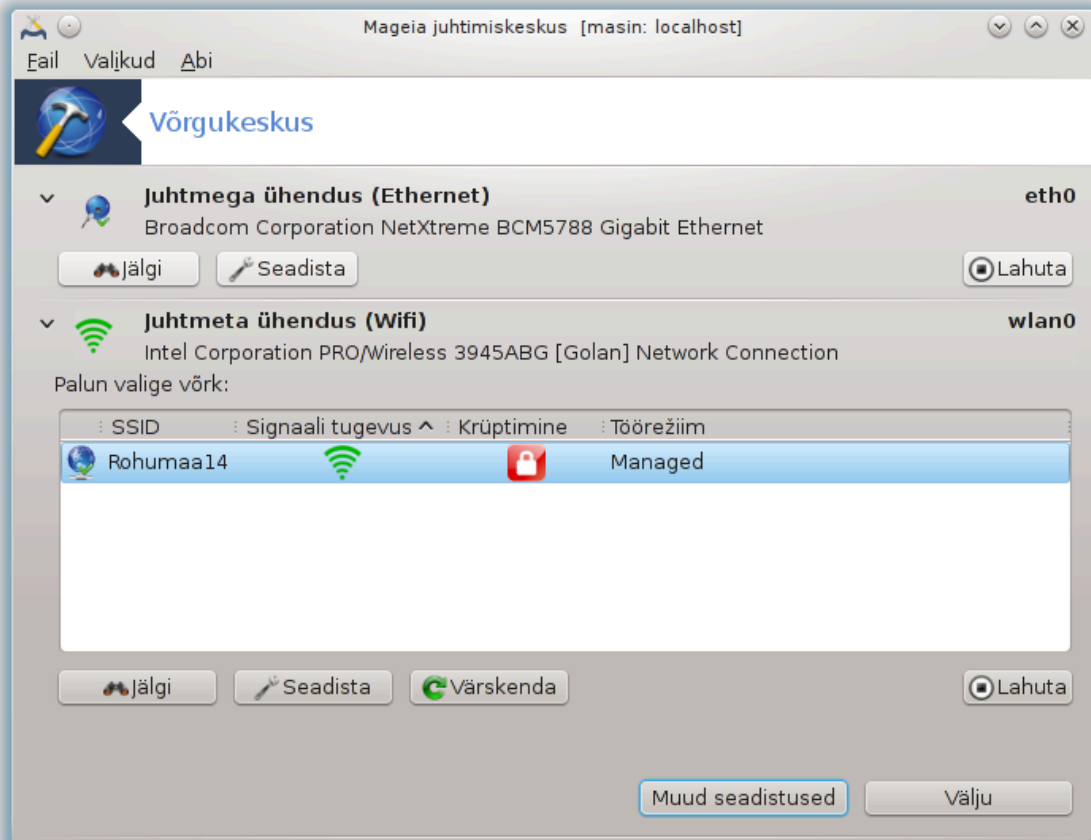 Mageia juhtimiskeskus [masin: localhost]
Fail Valikud Abi
Võrgukeskus
Juhtmega ühendus (Ethernet) eth0
Broadcom Corporation NetXtreme BCM5788 Gigabit Ethernet
Jälgi Seadista Lahuta
Juhtmeta ühendus (Wifi) wlan0
Intel Corporation PRO/Wireless 3945ABG [Golan] Network Connection
Palun valige võrk:
SSID Signaali tugevus Krüptimine Töörežiim
Rohumaa14 Managed
Jälgi Seadista Värskenda Lahuta
Muud seadistused Välju